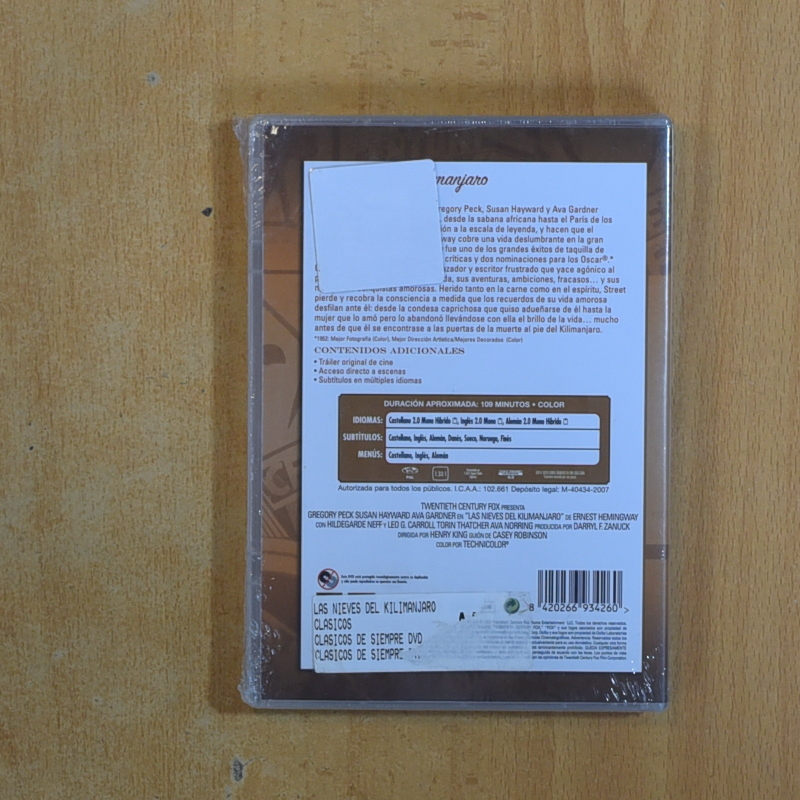 manjaro
regory Peck, Susan Hayward y Ava Gardner
, desde la sabana africana hasta el París de los
ón a la escala de leyenda, y hacen que el
way cobre una vida deslumbrante en la gran
fue uno de los grandes éxitos de taquilla de
críticas y dos nominaciones para los Oscar®.*
zador y escritor frustrado que yace agónico al
da, sus aventuras, ambiciones, fracasos... y sus
amorosas. Herido tanto en la carne como en el espíritu, Street
pierde y recobra la consciencia a medida que los recuerdos de su vida amorosa
desfilan ante él: desde la condesa caprichosa que quiso adueñarse de él hasta la
mujer que lo amó pero lo abandonó llevándose con ella el brillo de la vida... mucho
antes de que él se encontrase a las puertas de la muerte al pie del Kilimanjaro.
*1952: Mejor Fotografía (Color), Mejor Dirección Artística/Mejores Decorados (Color)
CONTENIDOS ADICIONALES
• Tráiler original de cine
• Acceso directo a escenas
• Subtítulos en múltiples idiomas
DURACIÓN APROXIMADA: 109 MINUTOS • COLOR
IDIOMAS: Castellano 2.0 Mono Híbrido, Inglés 2.0 Mono, Alemán 2.0 Mono Híbrido
SUBTÍTULOS: Castellano, Inglés, Alemán, Danés, Sueco, Noruego, Finés
MENÚS: Castellano, Inglés, Alemán
1.33:1
Autorizada para todos los públicos. I.C.A.A.: 102.661 Depósito legal: M-40434-2007
TWENTIETH CENTURY FOX PRESENTA
GREGORY PECK SUSAN HAYWARD AVA GARDNER EN "LAS NIEVES DEL KILIMANJARO" DE ERNEST HEMINGWAY
CON HILDEGARDE NEFF Y LEO G. CARROLL TORIN THATCHER AVA NORRING PRODUCIDA POR DARRYL F. ZANUCK
DIRIGIDA POR HENRY KING GUIÓN DE CASEY ROBINSON
COLOR POR TECHNICOLOR®
8 420266 934260 >
LAS NIEVES DEL KILIMANJARO
CLASICOS
CLASICOS DE SIEMPRE DVD
CLASICOS DE SIEMPRE